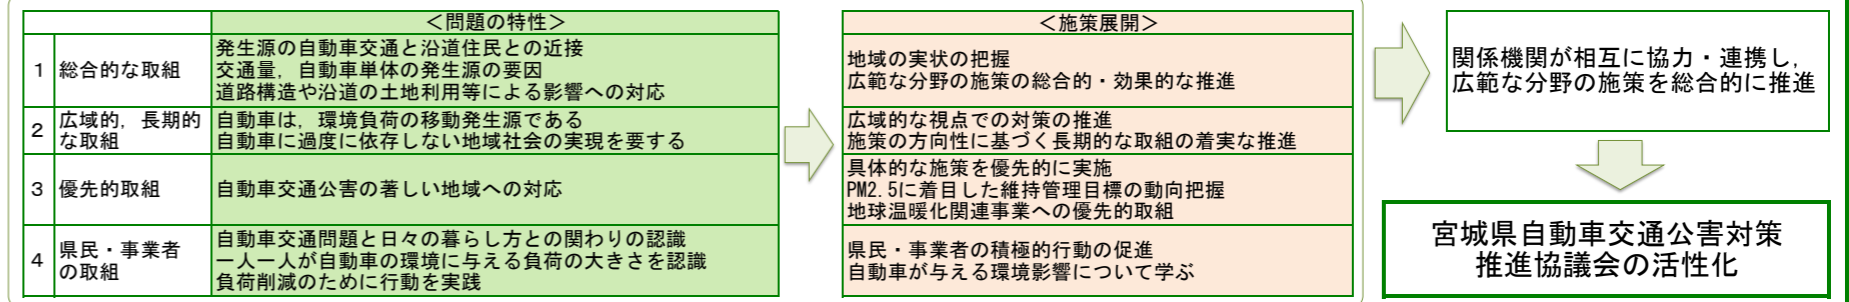 ＜問題の特性＞
1 総合的な取組
発生源の自動車交通と沿道住民との近接
交通量，自動車単体の発生源の要因
道路構造や沿道の土地利用等による影響への対応
2 広域的，長期的
な取組
自動車は，環境負荷の移動発生源である
自動車に過度に依存しない地域社会の実現を要する
3 優先的取組
自動車交通公害の著しい地域への対応
4 県民・事業者
の取組
自動車交通問題と日々の暮らし方との関わりの認識
一人一人が自動車の環境に与える負荷の大きさを認識
負荷削減のために行動を実践
＜施策展開＞
地域の実状の把握
広範な分野の施策の総合的・効果的な推進
広域的な視点での対策の推進
施策の方向性に基づく長期的な取組の着実な推進
具体的な施策を優先的に実施
PM2.5に着目した維持管理目標の動向把握
地球温暖化関連事業への優先的取組
県民・事業者の積極的行動の促進
自動車が与える環境影響について学ぶ
関係機関が相互に協力・連携し，
広範な分野の施策を総合的に推進
宮城県自動車交通公害対策
推進協議会の活性化